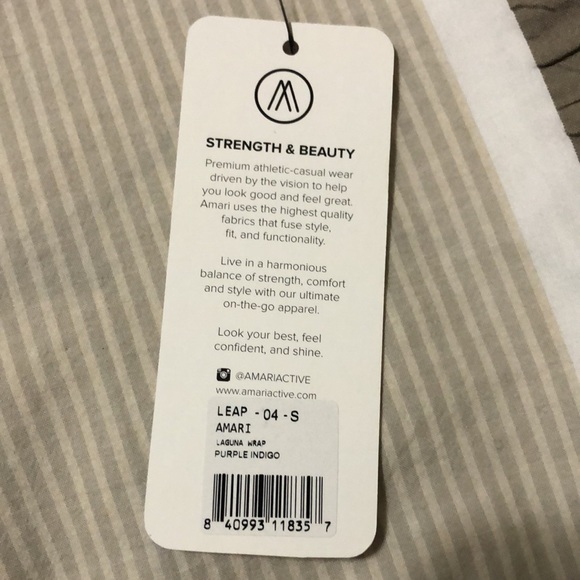 STRENGTH & BEAUTY
Premium athletic-casual wear
driven by the vision to help
you look good and feel great.
Amari uses the highest quality
fabrics that fuse style,
fit, and functionality.
Live in a harmonious
balance of strength, comfort
and style with our ultimate
on-the-go apparel.
Look your best, feel
confident, and shine.
@AMARIACTIVE
www.amariactive.com
LEAP - 04 - S
AMARI
LAGUNA WRAP
PURPLE INDIGO
8 40993 11835 7